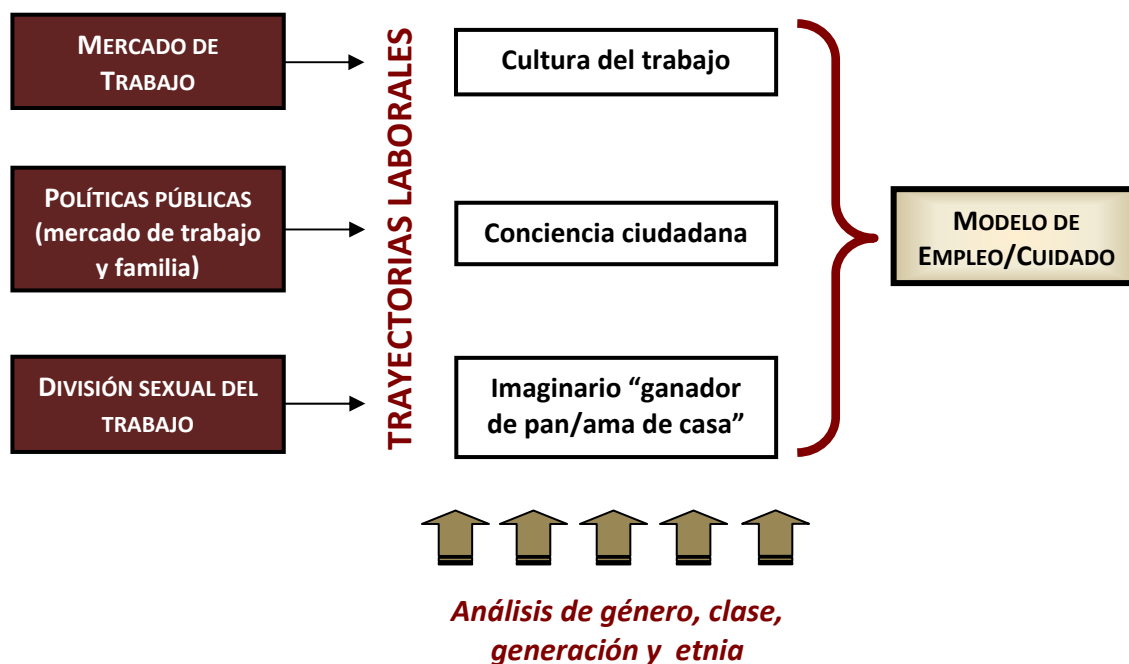 MERCADO DE
TRABAJO
POLÍTICAS PÚBLICAS
(mercado de trabajo
y familia)
DIVISIÓN SEXUAL DEL
TRABAJO
TRAYECTORIAS LABORALES
Cultura del trabajo
Conciencia ciudadana
Imaginario “ganador
de pan/ama de casa”
MODELO DE
EMPLEO/CUIDADO
Análisis de género, clase,
generación y etnia